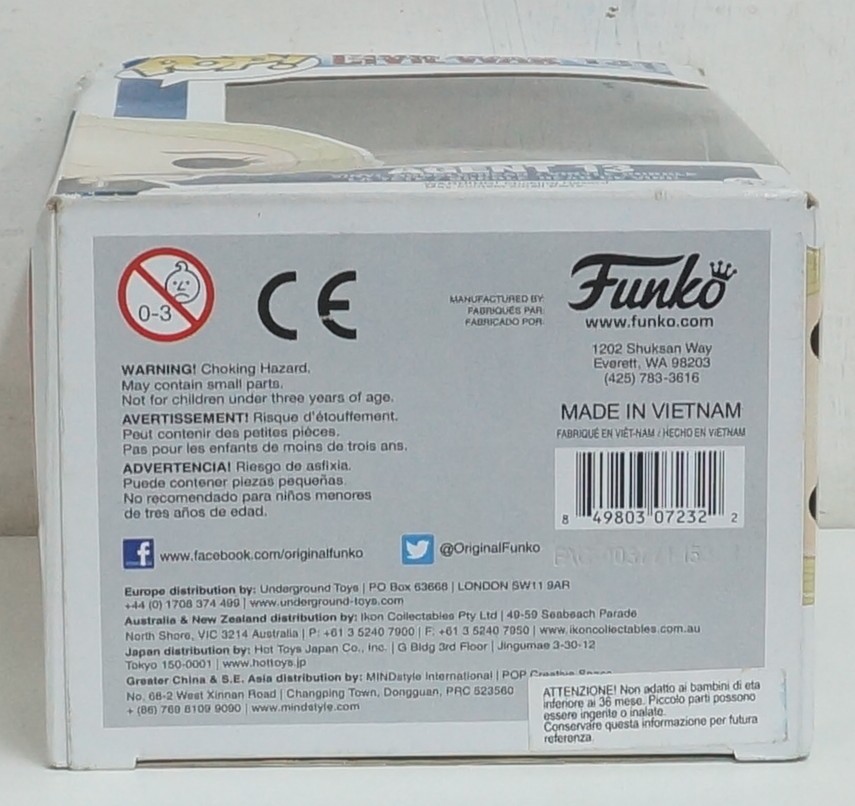 POP!
AGENT 13
0-3
CE
MANUFACTURED BY:
FABRIQUÉS PAR:
FABRICADO POR:
Funko
www.funko.com
1202 Shuksan Way
Everett, WA 98203
(425) 783-3616
MADE IN VIETNAM
FABRIQUÉ EN VIÊT-NAM / HECHO EN VIETNAM
8 49803 07232 2
WARNING! Choking Hazard.
May contain small parts.
Not for children under three years of age.
AVERTISSEMENT! Risque d'étouffement.
Peut contenir des petites pièces.
Pas pour les enfants de moins de trois ans.
ADVERTENCIA! Riesgo de asfixia.
Puede contener piezas pequeñas.
No recomendado para niños menores
de tres años de edad.
www.facebook.com/originalfunko
@OriginalFunko
Europe distribution by: Underground Toys | PO Box 63668 | LONDON SW11 9AR
+44 (0) 1708 374 499 | www.underground-toys.com
Australia & New Zealand distribution by: Ikon Collectables Pty Ltd | 49-59 Seabeach Parade
North Shore, VIC 3214 Australia | P: +61 3 5240 7900 | F: +61 3 5240 7950 | www.ikoncollectables.com.au
Japan distribution by: Hot Toys Japan Co., Inc. | G Bldg 3rd Floor | Jingumae 3-30-12
Tokyo 150-0001 | www.hottoys.jp
Greater China & S.E. Asia distribution by: MINDstyle International | POP Creative Space
No. 68-2 West Xinnan Road | Changping Town, Dongguan, PRC 523560
+ (86) 769 8109 9090 | www.mindstyle.com
ATTENZIONE! Non adatto ai bambini di eta
inferiore ai 36 mese. Piccolo parti possono
essere ingerite o inalate.
Conservare questa informazione per futura
referenza.